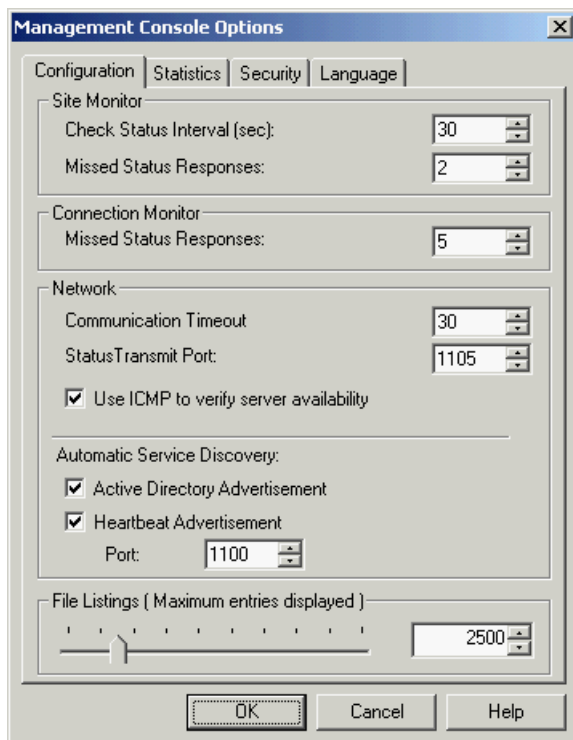 Management Console Options
Configuration Statistics Security Language
Site Monitor
Check Status Interval (sec): 30
Missed Status Responses: 2
Connection Monitor
Missed Status Responses: 5
Network
Communication Timeout 30
StatusTransmit Port: 1105
Use ICMP to verify server availability
Automatic Service Discovery:
Active Directory Advertisement
Heartbeat Advertisement
Port: 1100
File Listings ( Maximum entries displayed )
2500
OK Cancel Help